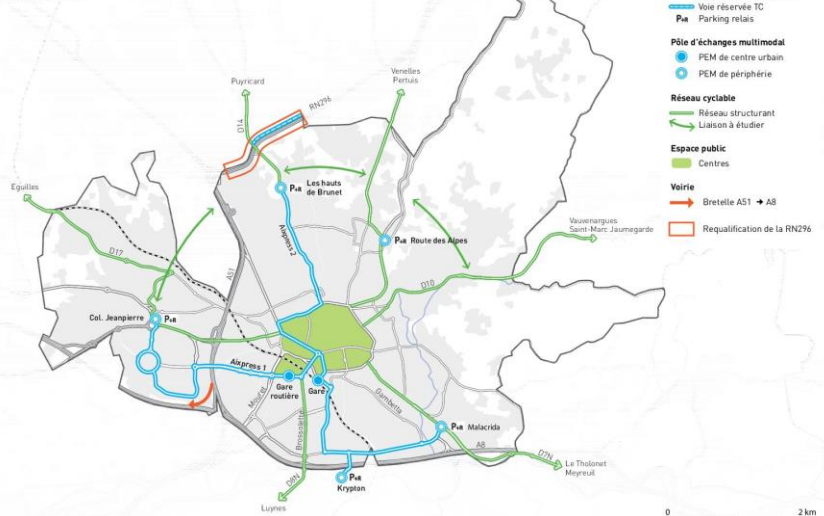 Voie réservée TC
P+R Parking relais
Pôle d'échanges multimodal
PEM de centre urbain
PEM de périphérie
Réseau cyclable
Réseau structurant
Liaison à étudier
Espace public
Centres
Voirie
Bretelle A51 → A8
Requalification de la RN296
Puyricard
Venelles
Pertuis
RN296
D14
Eguilles
P+R Les hauts
de Brunet
Vauvenargues
Saint-Marc Jaumegarde
Aixpress 2
P+R Route des Alpes
D17
A51
D10
Col. Jeanpierre P+R
Aixpress 1
Gare
routière
Gare
Mouret
Gambetta
Brossolette
P+R Malacrida
A8
D7N
Le Tholonet
Meyreuil
D8N
P+R
Krypton
Luynes
0 2 km